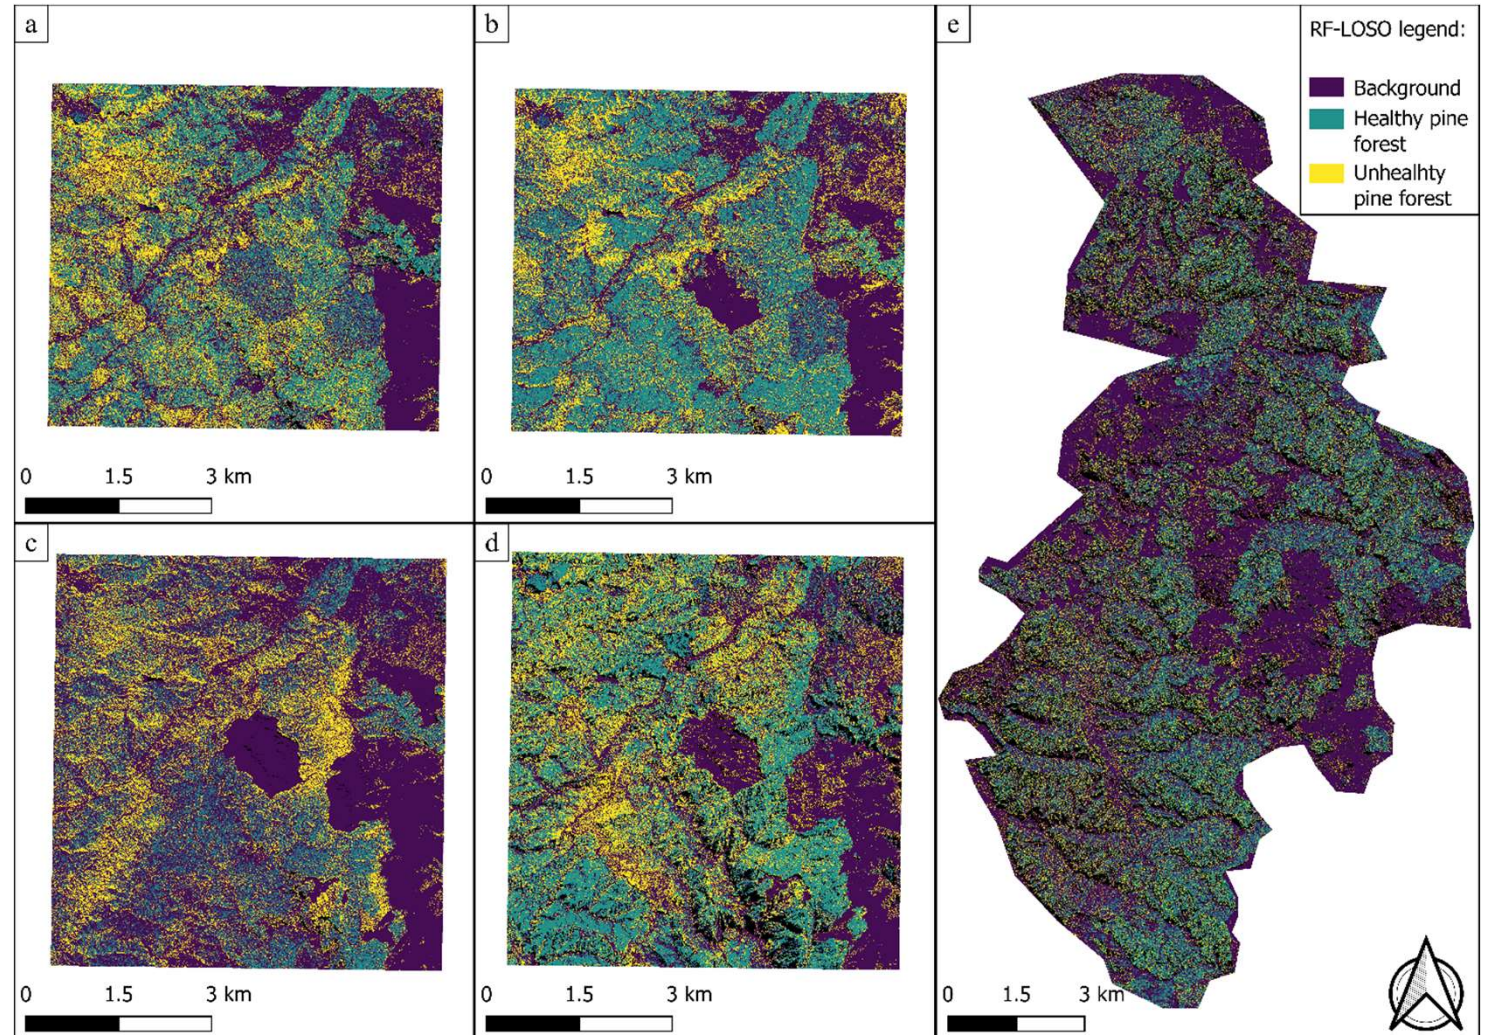 a
b
e
RF-LOSO legend:
Background
Healthy pine
forest
Unhealhty
pine forest
0 1.5 3 km
0 1.5 3 km
c
d
0 1.5 3 km
0 1.5 3 km
0 1.5 3 km